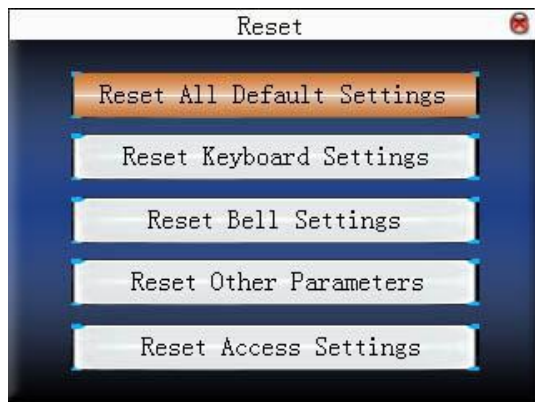 Reset
Reset All Default Settings
Reset Keyboard Settings
Reset Bell Settings
Reset Other Parameters
Reset Access Settings